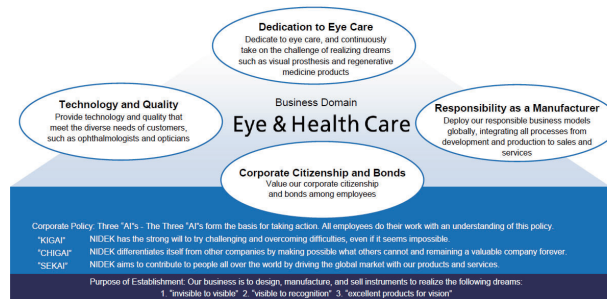 Dedication to Eye Care
Dedicate to eye care, and continuously
take on the challenge of realizing dreams
such as visual prosthesis and regenerative
medicine products
Technology and Quality
Provide technology and quality that
meet the diverse needs of customers,
such as ophthalmologists and opticians
Business Domain
Eye & Health Care
Responsibility as a Manufacturer
Deploy our responsible business models
globally, integrating all processes from
development and production to sales and
services
Corporate Citizenship and Bonds
Value our corporate citizenship
and bonds among employees
Corporate Policy: Three "AI"s - The Three "AI"s form the basis for taking action. All employees do their work with an understanding of this policy.
"KIGAI" NIDEK has the strong will to try challenging and overcoming difficulties, even if it seems impossible.
"CHIGAI" NIDEK differentiates itself from other companies by making possible what others cannot and remaining a valuable company forever.
"SEKAI" NIDEK aims to contribute to people all over the world by driving the global market with our products and services.
Purpose of Establishment: Our business is to design, manufacture, and sell instruments to realize the following dreams:
1. "invisible to visible" 2. "visible to recognition" 3. "excellent products for vision"